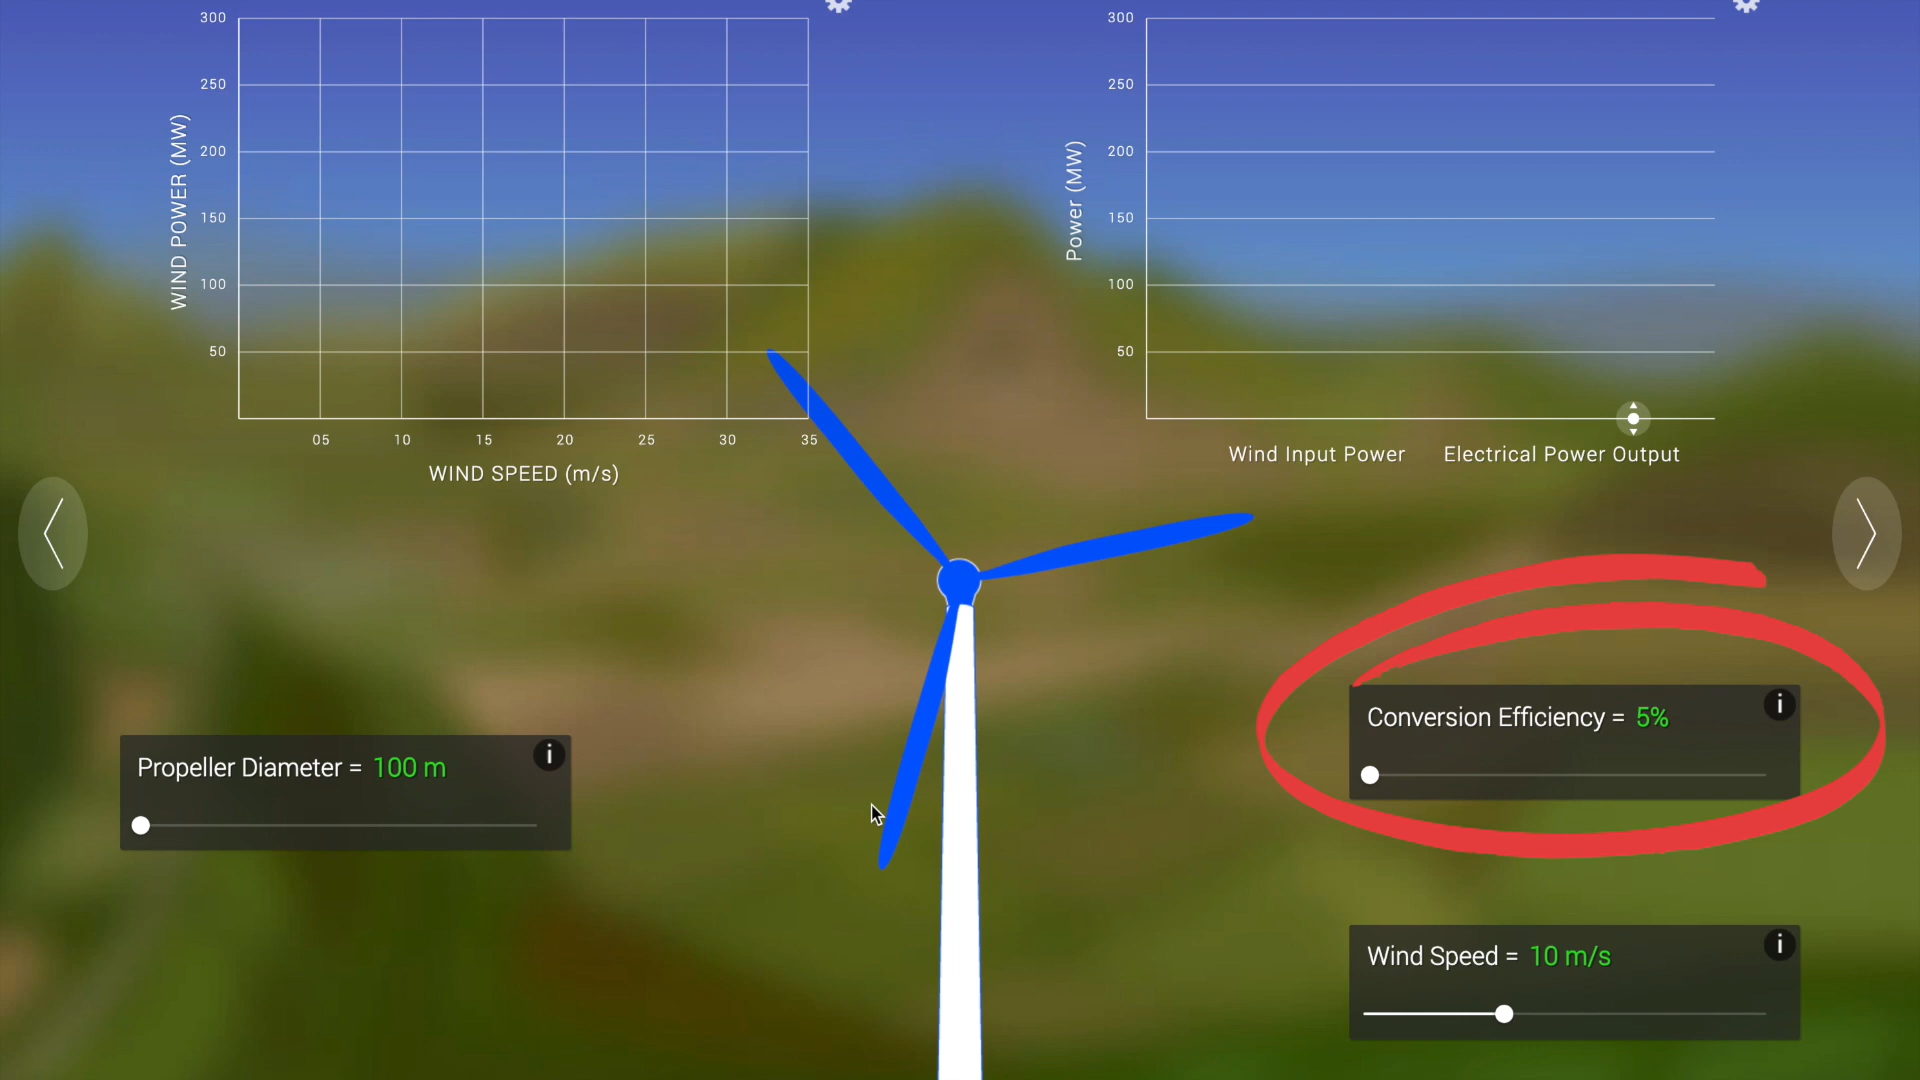 300
250
200
150
100
50
WIND POWER (MW)
05 10 15 20 25 30 35
WIND SPEED (m/s)
300
250
200
150
100
50
Power (MW)
Wind Input Power Electrical Power Output
Propeller Diameter = 100 m
i
Conversion Efficiency = 5%
i
Wind Speed = 10 m/s
i